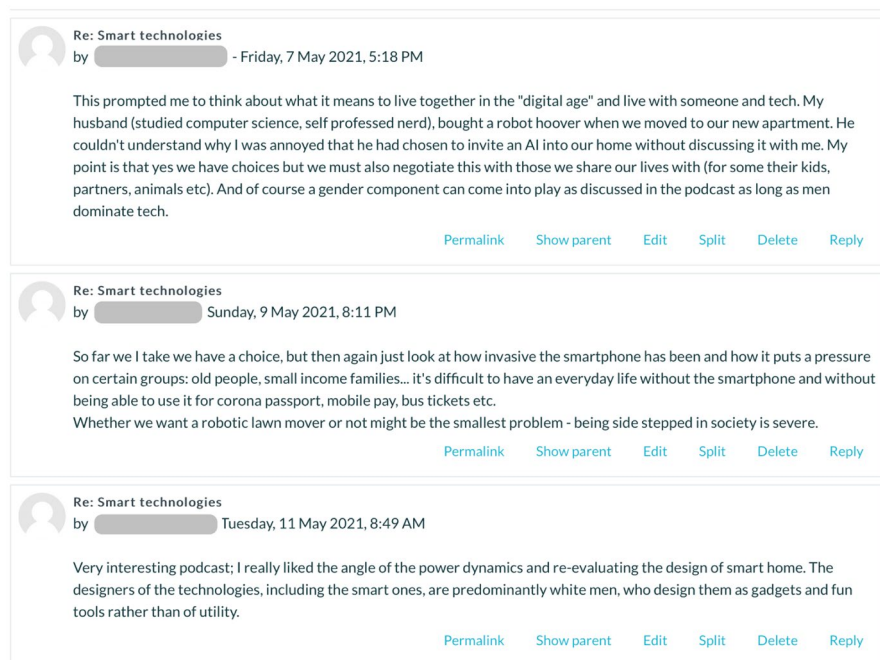 Re: Smart technologies
by - Friday, 7 May 2021, 5:18 PM
This prompted me to think about what it means to live together in the "digital age" and live with someone and tech. My
husband (studied computer science, self professed nerd), bought a robot hoover when we moved to our new apartment. He
couldn't understand why I was annoyed that he had chosen to invite an AI into our home without discussing it with me. My
point is that yes we have choices but we must also negotiate this with those we share our lives with (for some their kids,
partners, animals etc). And of course a gender component can come into play as discussed in the podcast as long as men
dominate tech.
Permalink Show parent Edit Split Delete Reply
Re: Smart technologies
by Sunday, 9 May 2021, 8:11 PM
So far we I take we have a choice, but then again just look at how invasive the smartphone has been and how it puts a pressure
on certain groups: old people, small income families... it's difficult to have an everyday life without the smartphone and without
being able to use it for corona passport, mobile pay, bus tickets etc.
Whether we want a robotic lawn mover or not might be the smallest problem - being side stepped in society is severe.
Permalink Show parent Edit Split Delete Reply
Re: Smart technologies
by Tuesday, 11 May 2021, 8:49 AM
Very interesting podcast; I really liked the angle of the power dynamics and re-evaluating the design of smart home. The
designers of the technologies, including the smart ones, are predominantly white men, who design them as gadgets and fun
tools rather than of utility.
Permalink Show parent Edit Split Delete Reply